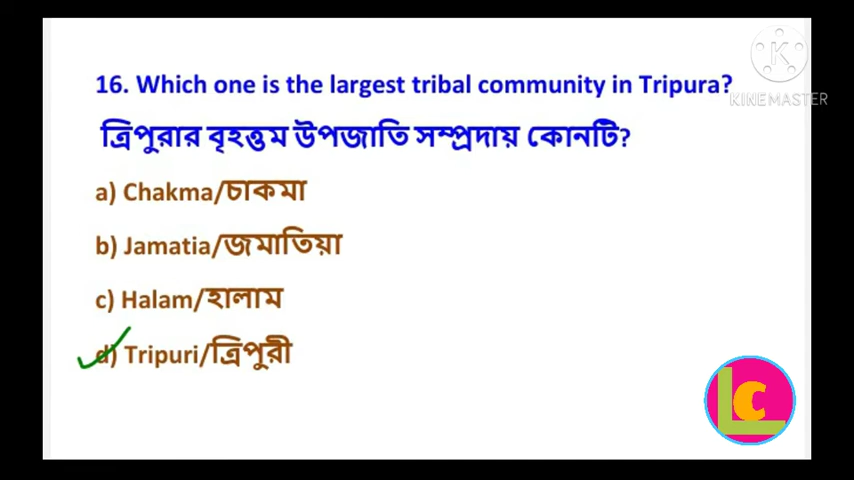 K
KINEMASTER
16. Which one is the largest tribal community in Tripura?
ত্রিপুরার বৃহত্তম উপজাতি সম্প্রদায় কোনটি?
a) Chakma/চাকমা
b) Jamatia/জমাতিয়া
c) Halam/হালাম
d) Tripuri/ত্রিপুরী
LC